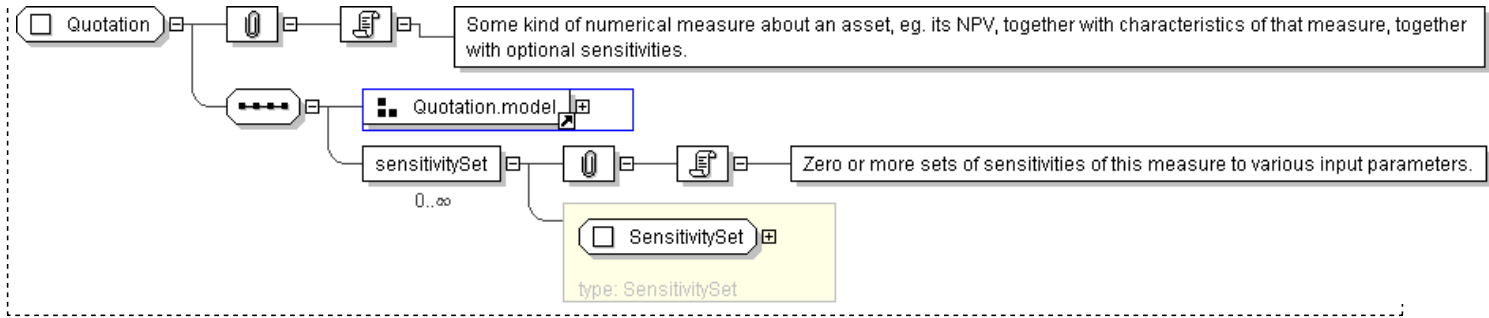 Quotation
Some kind of numerical measure about an asset, eg. its NPV, together with characteristics of that measure, together
with optional sensitivities.
Quotation.model
sensitivitySet
Zero or more sets of sensitivities of this measure to various input parameters.
0..∞
SensitivitySet
type: SensitivitySet